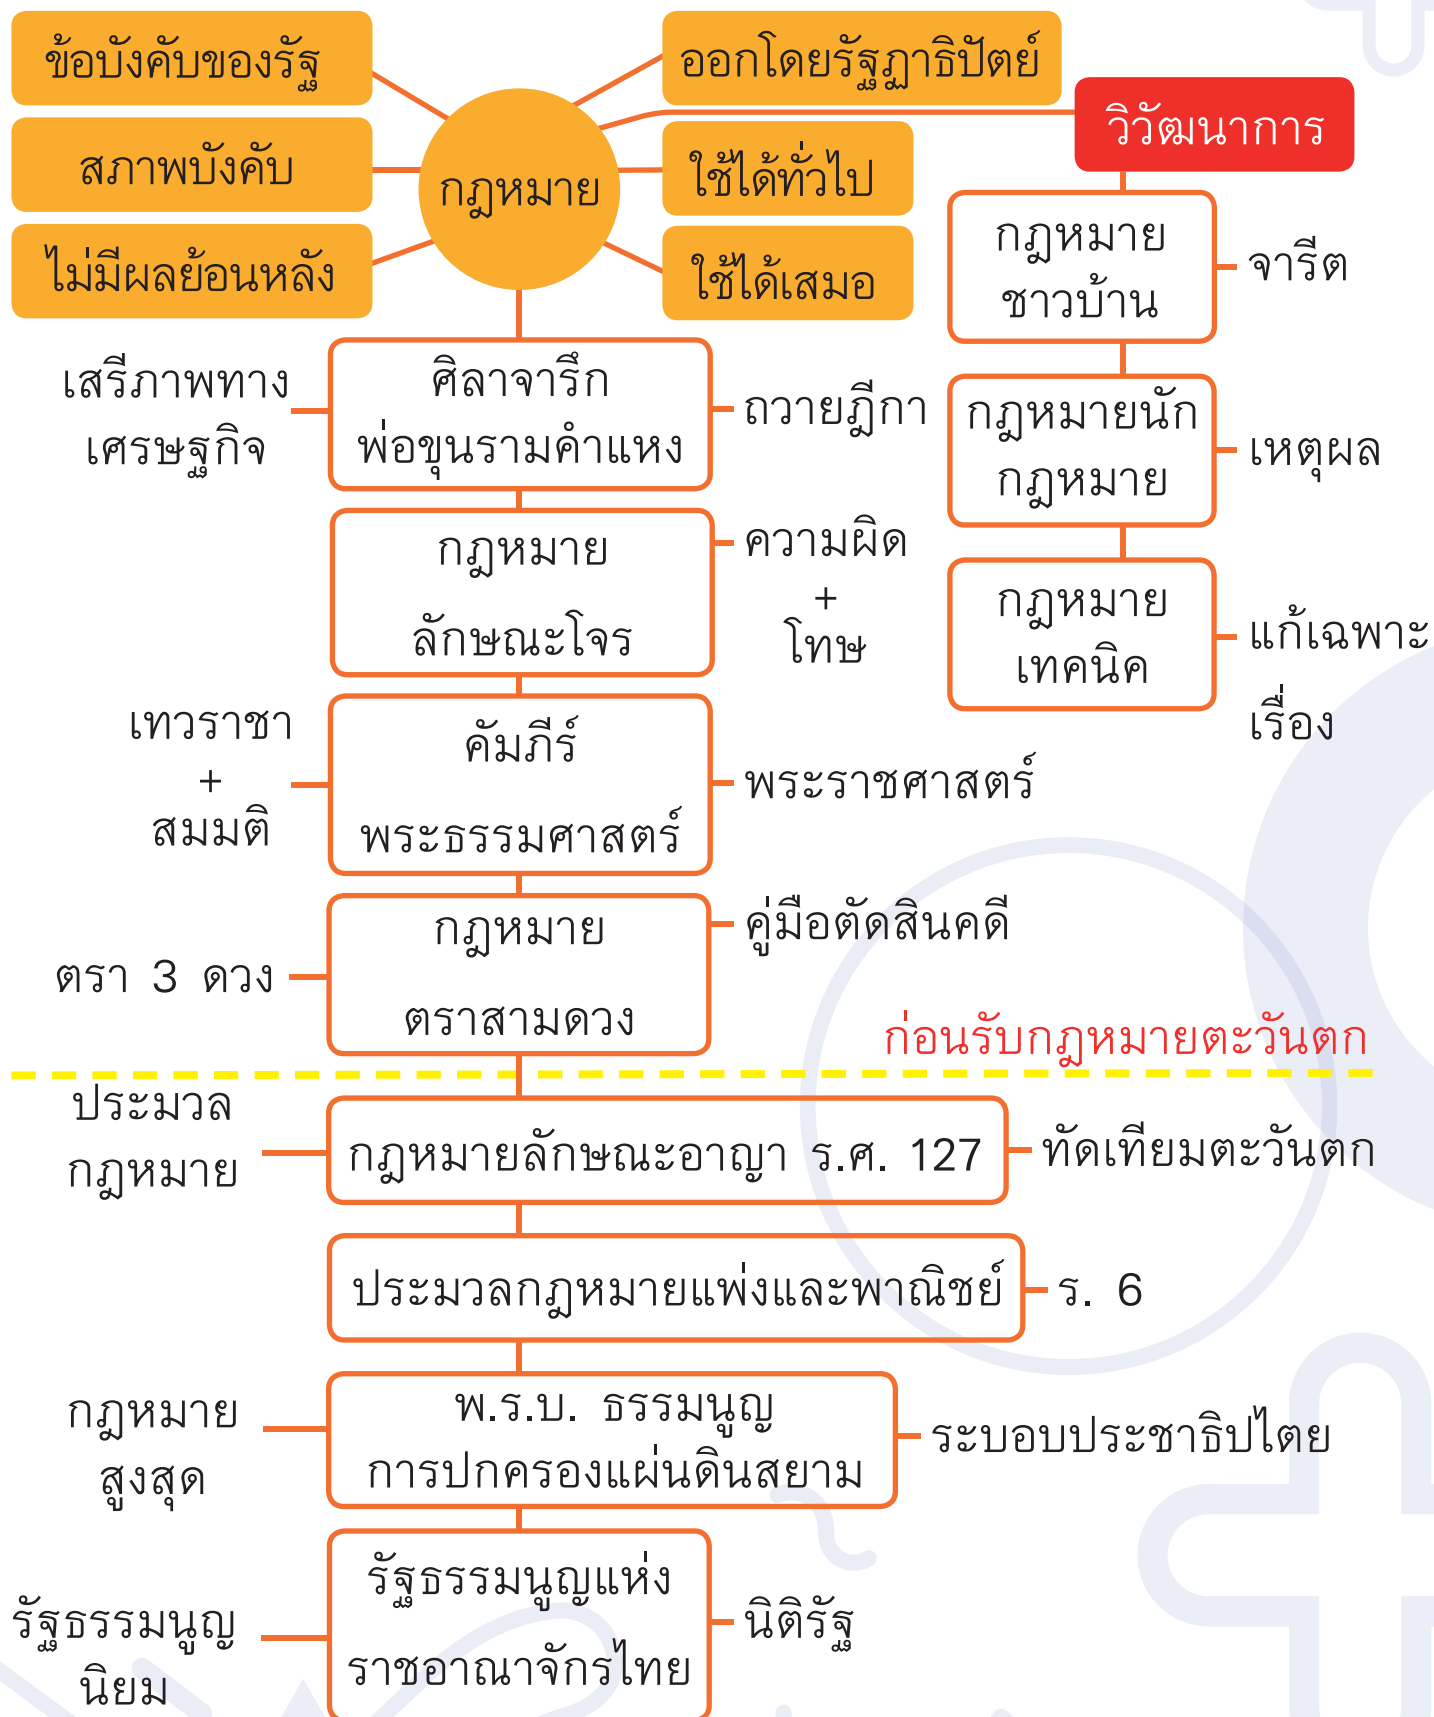 ข้อบังคับของรัฐ
ออกโดยรัฐฏาธิปัตย์
วิวัฒนาการ
สภาพบังคับ
กฎหมาย
ใช้ได้ทั่วไป
ไม่มีผลย้อนหลัง
ใช้ได้เสมอ
กฎหมาย
ชาวบ้าน
จารีต
เสรีภาพทาง
เศรษฐกิจ
ศิลาจารึก
พ่อขุนรามคำแหง
ถวายฎีกา
กฎหมายนัก
กฎหมาย
เหตุผล
กฎหมาย
ลักษณะโจร
ความผิด
+
โทษ
กฎหมาย
เทคนิค
แก้เฉพาะ
เรื่อง
เทวราชา
+
สมมติ
คัมภีร์
พระธรรมศาสตร์
พระราชศาสตร์
ตรา 3 ดวง
กฎหมาย
ตราสามดวง
คู่มือตัดสินคดี
ก่อนรับกฎหมายตะวันตก
ประมวล
กฎหมาย
กฎหมายลักษณะอาญา ร.ศ. 127
ทัดเทียมตะวันตก
ประมวลกฎหมายแพ่งและพาณิชย์
ร. 6
กฎหมาย
สูงสุด
พ.ร.บ. ธรรมนูญ
การปกครองแผ่นดินสยาม
ระบอบประชาธิปไตย
รัฐธรรมนูญ
นิยม
รัฐธรรมนูญแห่ง
ราชอาณาจักรไทย
นิติรัฐ